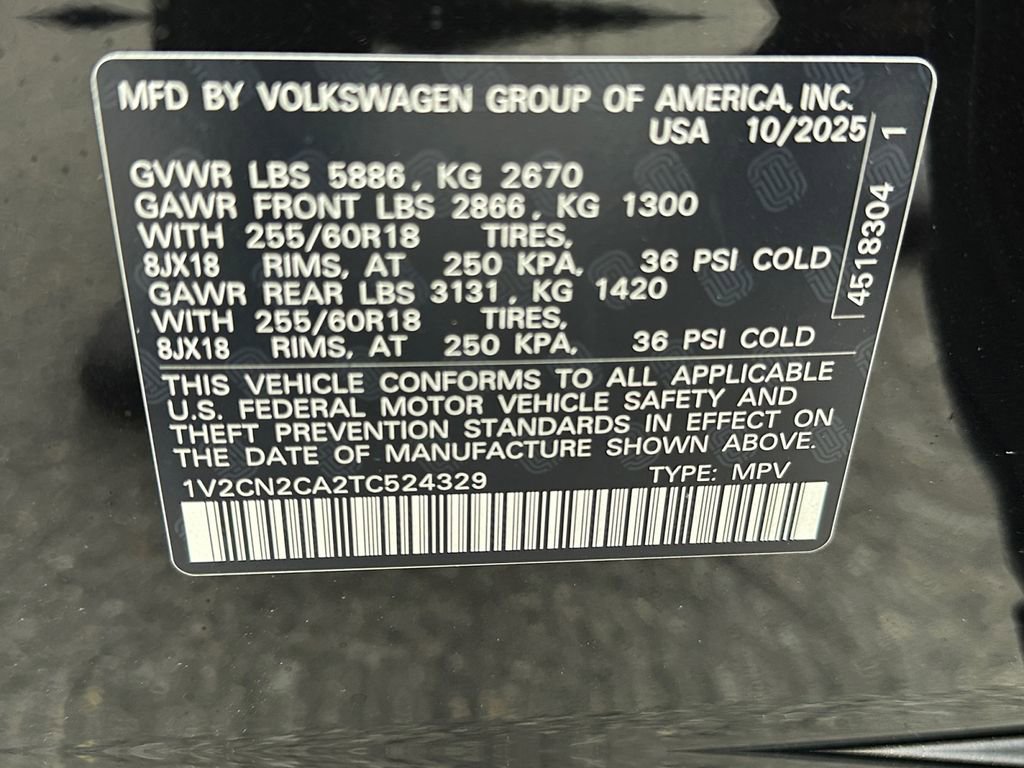 MFD BY VOLKSWAGEN GROUP OF AMERICA, INC.
USA 10/2025
GVWR LBS 5886, KG 2670
GAWR FRONT LBS 2866, KG 1300
WITH 255/60R18 TIRES,
8JX18 RIMS, AT 250 KPA, 36 PSI COLD
GAWR REAR LBS 3131, KG 1420
WITH 255/60R18 TIRES,
8JX18 RIMS, AT 250 KPA, 36 PSI COLD
4518304 1
THIS VEHICLE CONFORMS TO ALL APPLICABLE
U.S. FEDERAL MOTOR VEHICLE SAFETY AND
THEFT PREVENTION STANDARDS IN EFFECT ON
THE DATE OF MANUFACTURE SHOWN ABOVE.
1V2CN2CA2TC524329 TYPE: MPV